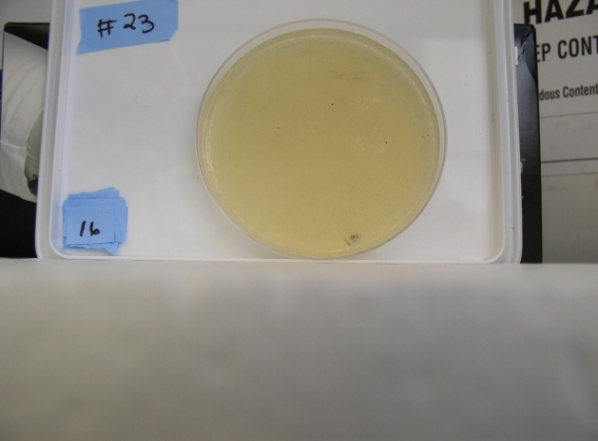 #23
HAZA
EP CONT
dous Content
16